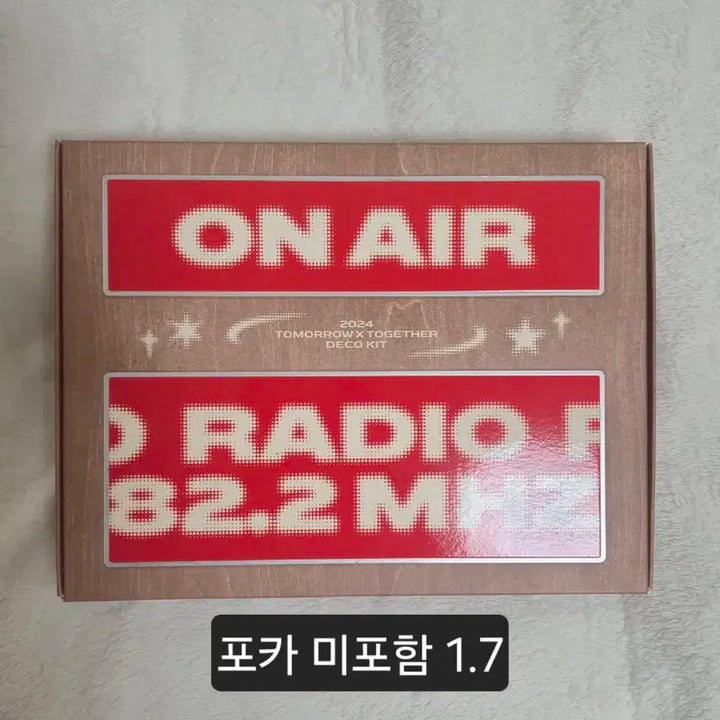 ON AIR
2024
TOMORROW X TOGETHER
DECO KIT
O RADIO R
82.2 MHZ
포카 미포함 1.7